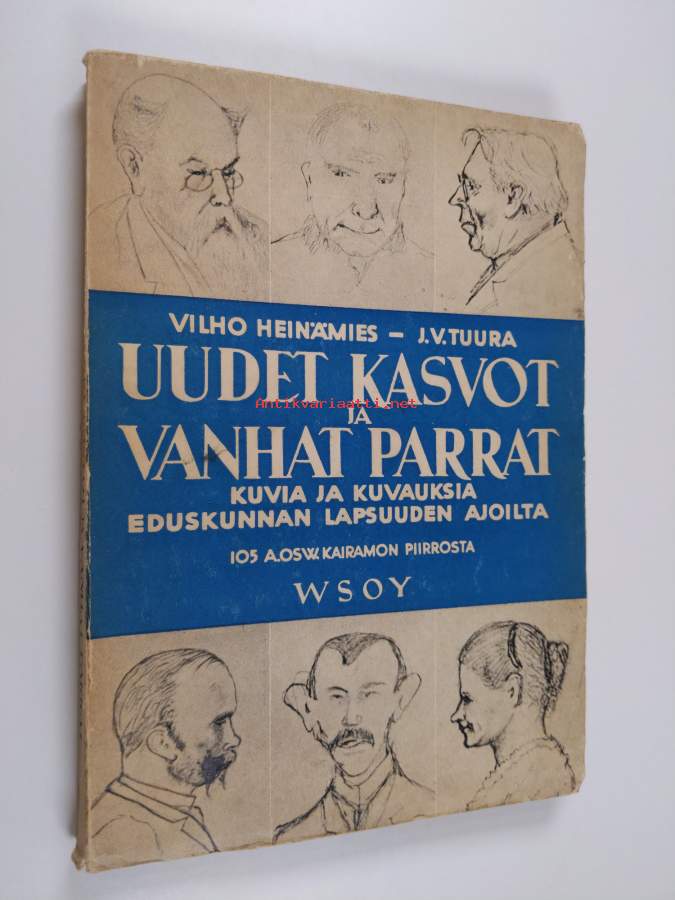 VILHO HEINÄMIES – J.V.TUURA
UUDET KASVOT
Antikvariaatti.net
JA
VANHAT PARRAT
KUVIA JA KUVAUKSIA
EDUSKUNNAN LAPSUUDEN AJOILTA
105 A.OSW. KAIRAMON PIIRROSTA
WSOY